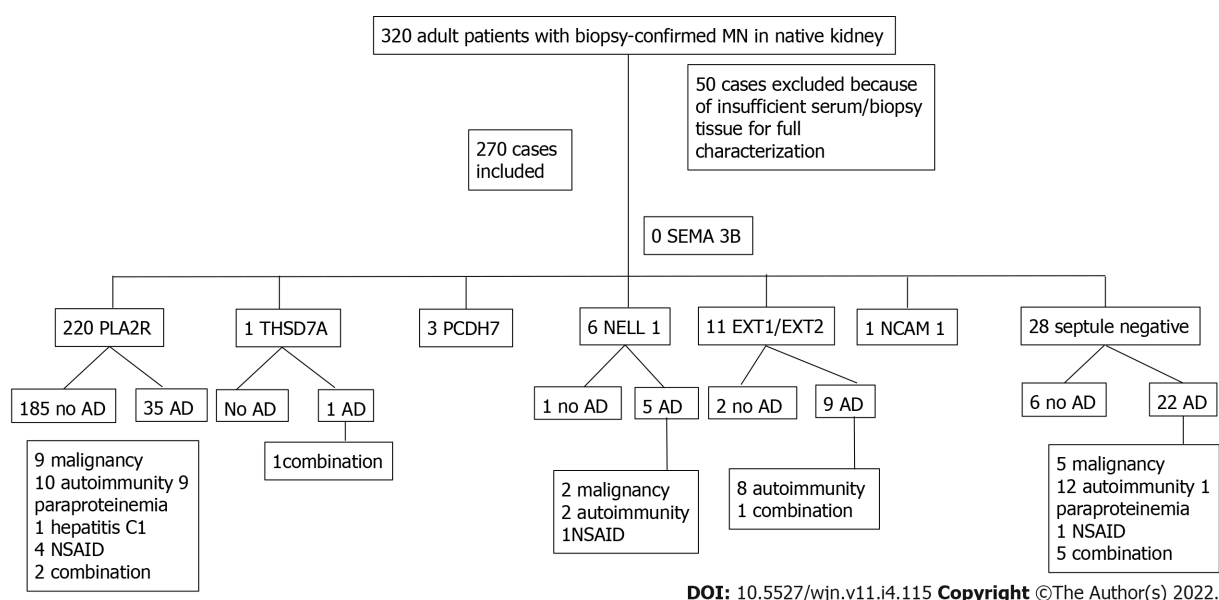 320 adult patients with biopsy-confirmed MN in native kidney
50 cases excluded because
of insufficient serum/biopsy
tissue for full
characterization
270 cases
included
0 SEMA 3B
220 PLA2R
1 THSD7A
3 PCDH7
6 NELL 1
11 EXT1/EXT2
1 NCAM 1
28 septule negative
185 no AD
35 AD
No AD
1 AD
1 no AD
5 AD
2 no AD
9 AD
6 no AD
22 AD
9 malignancy
10 autoimmunity 9
paraproteinemia
1 hepatitis C1
4 NSAID
2 combination
1combination
2 malignancy
2 autoimmunity
1NSAID
8 autoimmunity
1 combination
5 malignancy
12 autoimmunity 1
paraproteinemia
1 NSAID
5 combination
DOI: 10.5527/wjn.v11.i4.115 Copyright ©The Author(s) 2022.